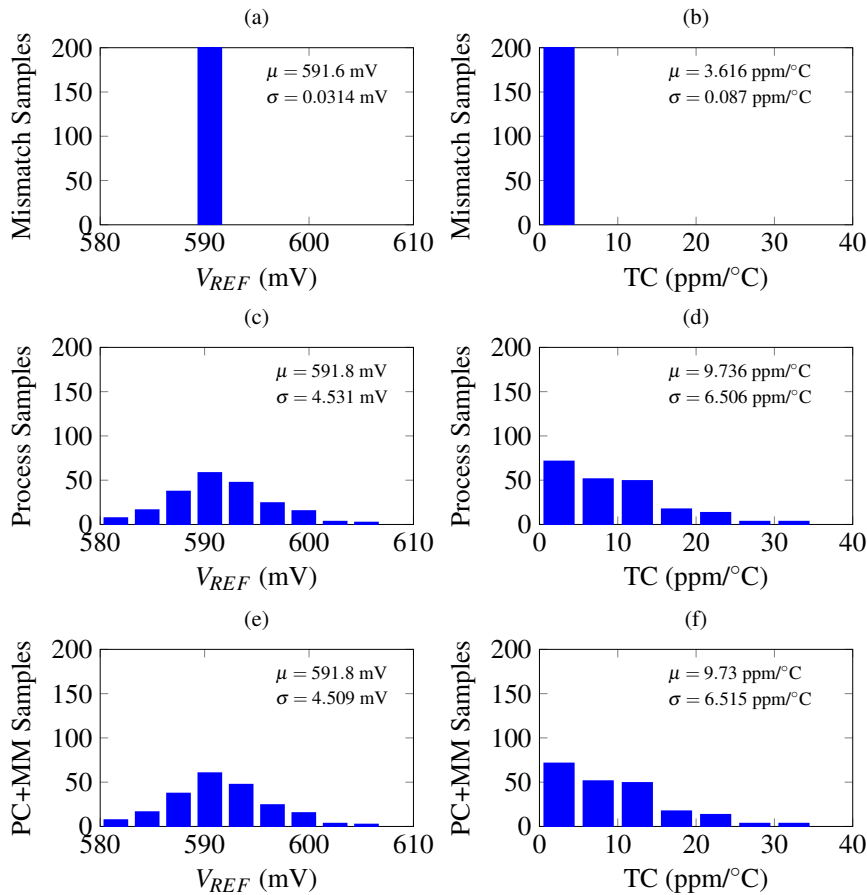 (a)
Mismatch Samples
200
150
100
50
0
μ = 591.6 mV
σ = 0.0314 mV
580 590 600 610
V_REF (mV)
(b)
Mismatch Samples
200
150
100
50
0
μ = 3.616 ppm/°C
σ = 0.087 ppm/°C
0 10 20 30 40
TC (ppm/°C)
(c)
Process Samples
200
150
100
50
0
μ = 591.8 mV
σ = 4.531 mV
580 590 600 610
V_REF (mV)
(d)
Process Samples
200
150
100
50
0
μ = 9.736 ppm/°C
σ = 6.506 ppm/°C
0 10 20 30 40
TC (ppm/°C)
(e)
PC+MM Samples
200
150
100
50
0
μ = 591.8 mV
σ = 4.509 mV
580 590 600 610
V_REF (mV)
(f)
PC+MM Samples
200
150
100
50
0
μ = 9.73 ppm/°C
σ = 6.515 ppm/°C
0 10 20 30 40
TC (ppm/°C)